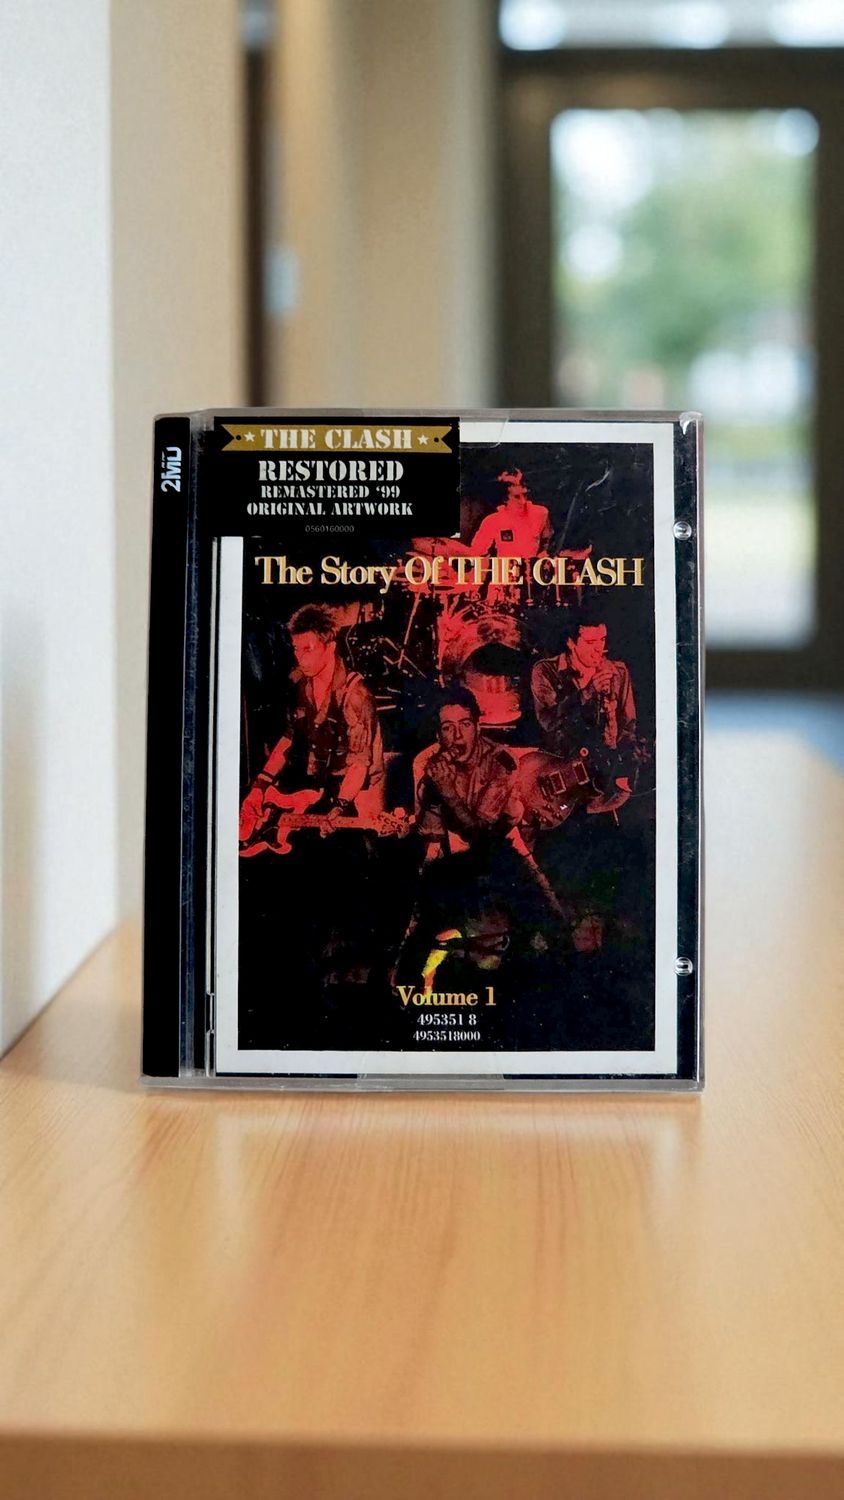 2MD
★ THE CLASH ★
RESTORED
REMASTERED ‘99
ORIGINAL ARTWORK
0560160000
The Story Of THE CLASH
Volume 1
495351 8
4953518000